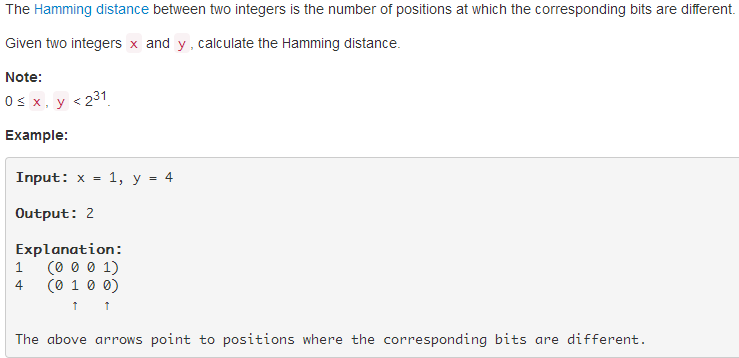 The Hamming distance between two integers is the number of positions at which the corresponding bits are different.
Given two integers x and y, calculate the Hamming distance.
Note:
0 ≤ x, y < 2³¹.
Example:
Input: x = 1, y = 4
Output: 2
Explanation:
1   (0 0 0 1)
4   (0 1 0 0)
       ↑   ↑
The above arrows point to positions where the corresponding bits are different.